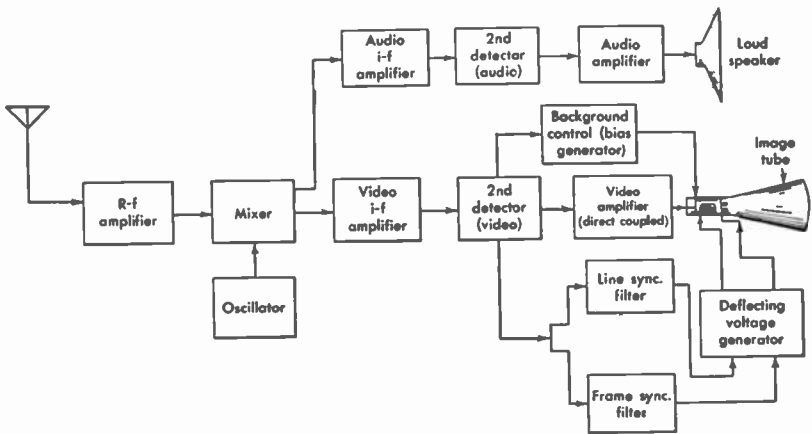 Audio
i-f
amplifier
2nd
detectar
(audio)
Audio
amplifier
Loud
speaker
Background
control (bias
generator)
Image
tube
R-f
amplifier
Mixer
Video
i-f
amplifier
2nd
detector
(video)
Video
amplifier
(direct coupled)
Oscillator
Line sync.
filter
Deflecting
voltage
generator
Frame sync.
filter